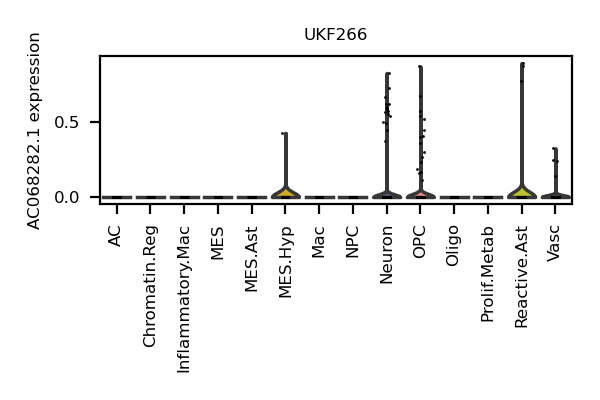 UKF266
AC068282.1 expression
0.5
0.0
AC
Chromatin.Reg
Inflammatory.Mac
MES
MES.Ast
MES.Hyp
Mac
NPC
Neuron
OPC
Oligo
Prolif.Metab
Reactive.Ast
Vasc